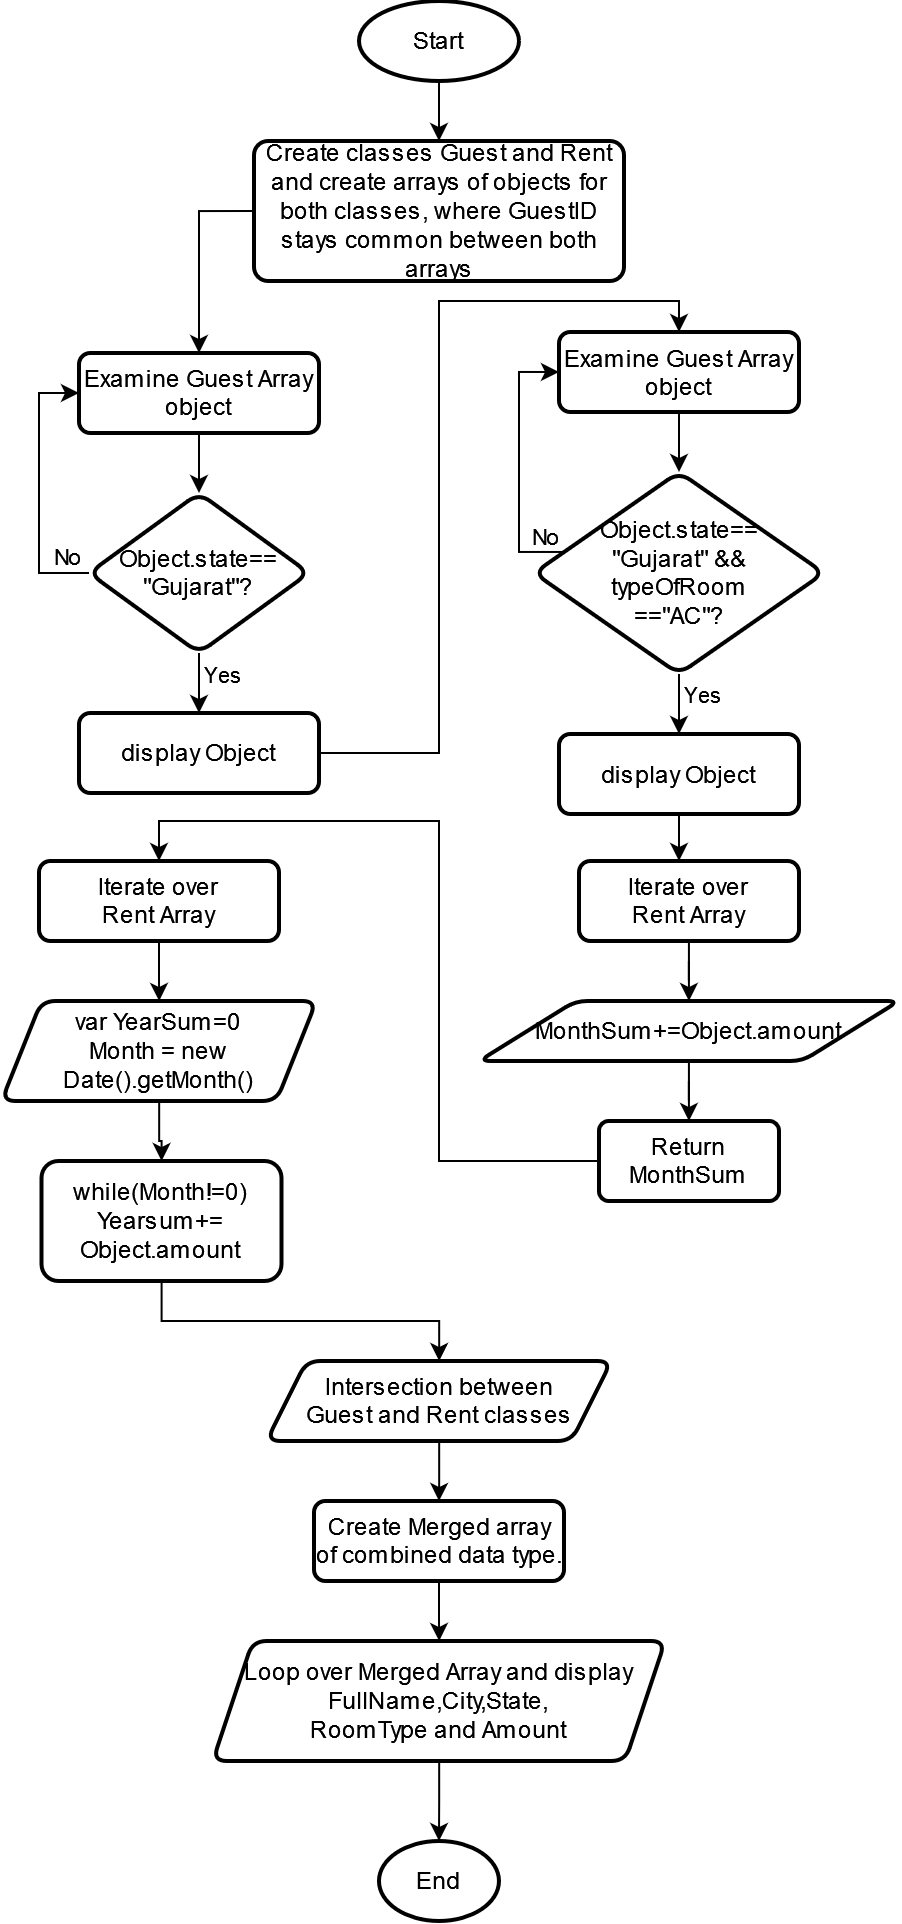 Start
Create classes Guest and Rent
and create arrays of objects for
both classes, where GuestID
stays common between both
arrays
Examine Guest Array
object
Object.state==
"Gujarat"?
No
Yes
display Object
Examine Guest Array
object
Object.state==
"Gujarat" &&
typeOfRoom
=="AC"?
No
Yes
display Object
Iterate over
Rent Array
MonthSum+=Object.amount
Return
MonthSum
Iterate over
Rent Array
var YearSum=0
Month = new
Date().getMonth()
while(Month!=0)
Yearsum+=
Object.amount
Intersection between
Guest and Rent classes
Create Merged array
of combined data type.
Loop over Merged Array and display
FullName,City,State,
RoomType and Amount
End